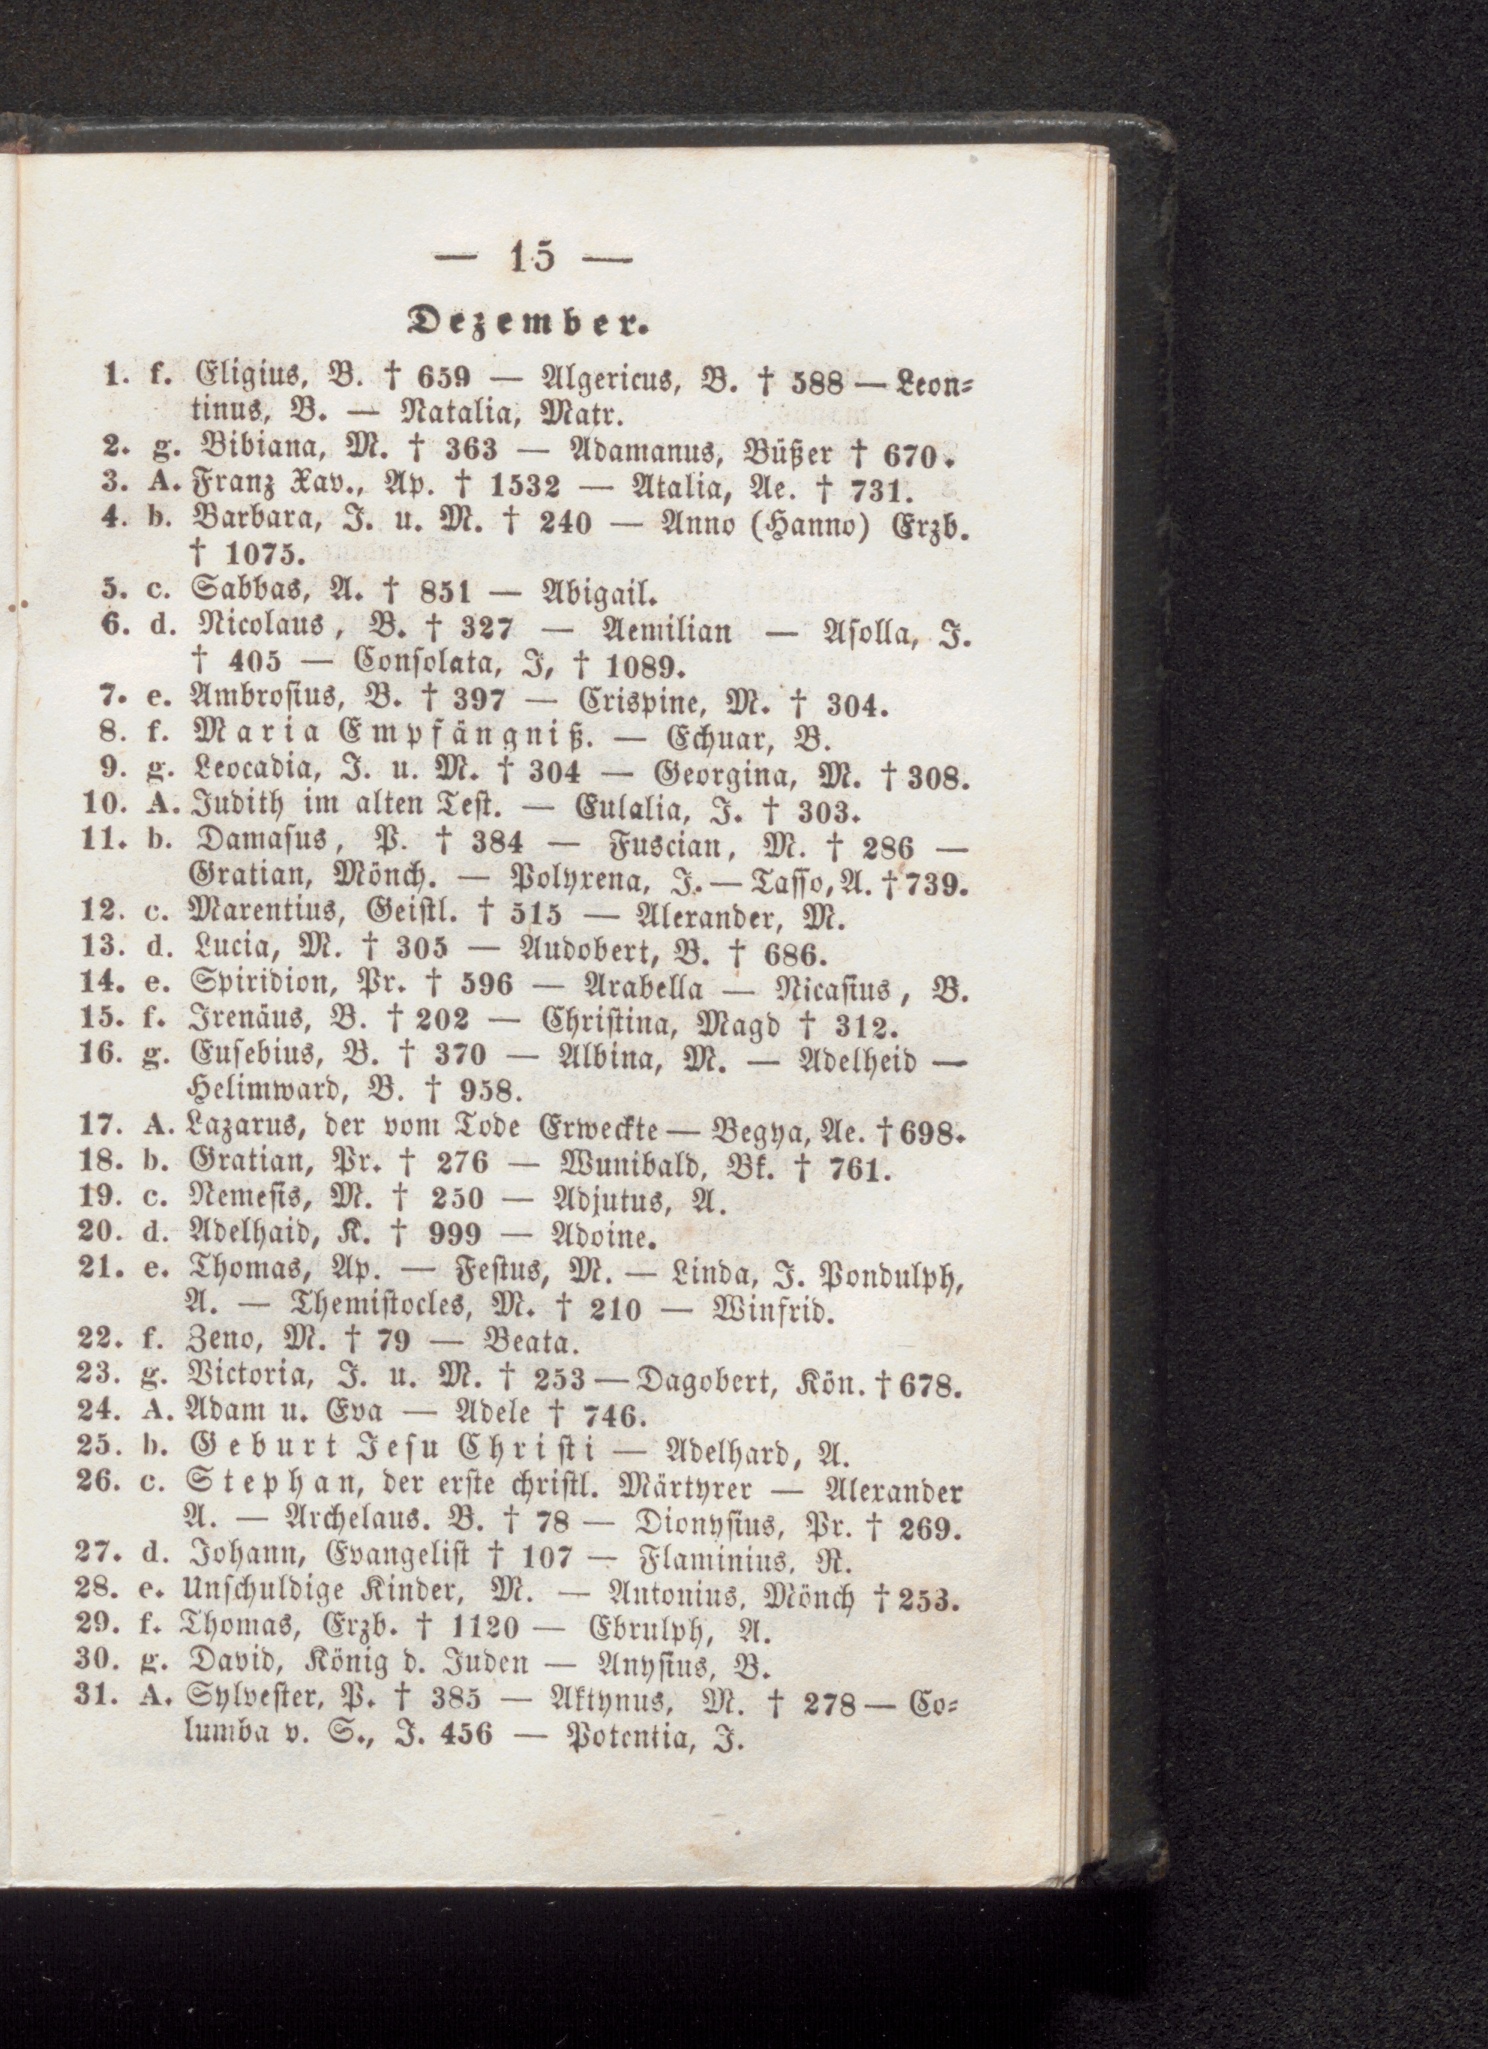 — 15 —
Dezember.
1. f. Eligius, B. † 659 — Algericus, B. † 588 — Leon-
tinus, B. — Natalia, Matr.
2. g. Bibiana, M. † 363 — Adamanus, Büßer † 670.
3. A. Franz Xav., Ap. † 1532 — Atalia, Ae. † 731.
4. b. Barbara, J. u. M. † 240 — Anno (Hanno) Erzb.
† 1075.
5. c. Sabbas, A. † 851 — Abigail.
6. d. Nicolaus, B. † 327 — Aemilian — Asolla, J.
† 405 — Consolata, J, † 1089.
7. e. Ambrosius, B. † 397 — Crispine, M. † 304.
8. f. Maria Empfängniß. — Echuar, B.
9. g. Leocadia, J. u. M. † 304 — Georgina, M. † 308.
10. A. Judith im alten Test. — Eulalia, J. † 303.
11. b. Damasus, P. † 384 — Fuscian, M. † 286 —
Gratian, Mönch. — Polyxena, J. — Tasso, A. † 739.
12. c. Maxentius, Geistl. † 515 — Alexander, M.
13. d. Lucia, M. † 305 — Audobert, B. † 686.
14. e. Spiridion, Pr. † 596 — Arabella — Nicasius, B.
15. f. Irenäus, B. † 202 — Christina, Magd † 312.
16. g. Eusebius, B. † 370 — Albina, M. — Adelheid —
Helimward, B. † 958.
17. A. Lazarus, der vom Tode Erweckte — Begya, Ae. † 698.
18. b. Gratian, Pr. † 276 — Wunibald, Bk. † 761.
19. c. Nemesis, M. † 250 — Adjutus, A.
20. d. Adelhaid, K. † 999 — Adoine.
21. e. Thomas, Ap. — Festus, M. — Linda, J. Pondulph,
A. — Themistocles, M. † 210 — Winfrid.
22. f. Zeno, M. † 79 — Beata.
23. g. Victoria, J. u. M. † 253 — Dagobert, Kön. † 678.
24. A. Adam u. Eva — Adele † 746.
25. b. Geburt Jesu Christi — Adelhard, A.
26. c. Stephan, der erste christl. Märtyrer — Alexander
A. — Archelaus. B. † 78 — Dionysius, Pr. † 269.
27. d. Johann, Evangelist † 107 — Flaminius, R.
28. e. Unschuldige Kinder, M. — Antonius, Mönch † 253.
29. f. Thomas, Erzb. † 1120 — Ebrulph, A.
30. g. David, König d. Juden — Anysius, B.
31. A. Sylvester, P. † 385 — Aktynus, M. † 278 — Co-
lumba v. S., J. 456 — Potentia, J.